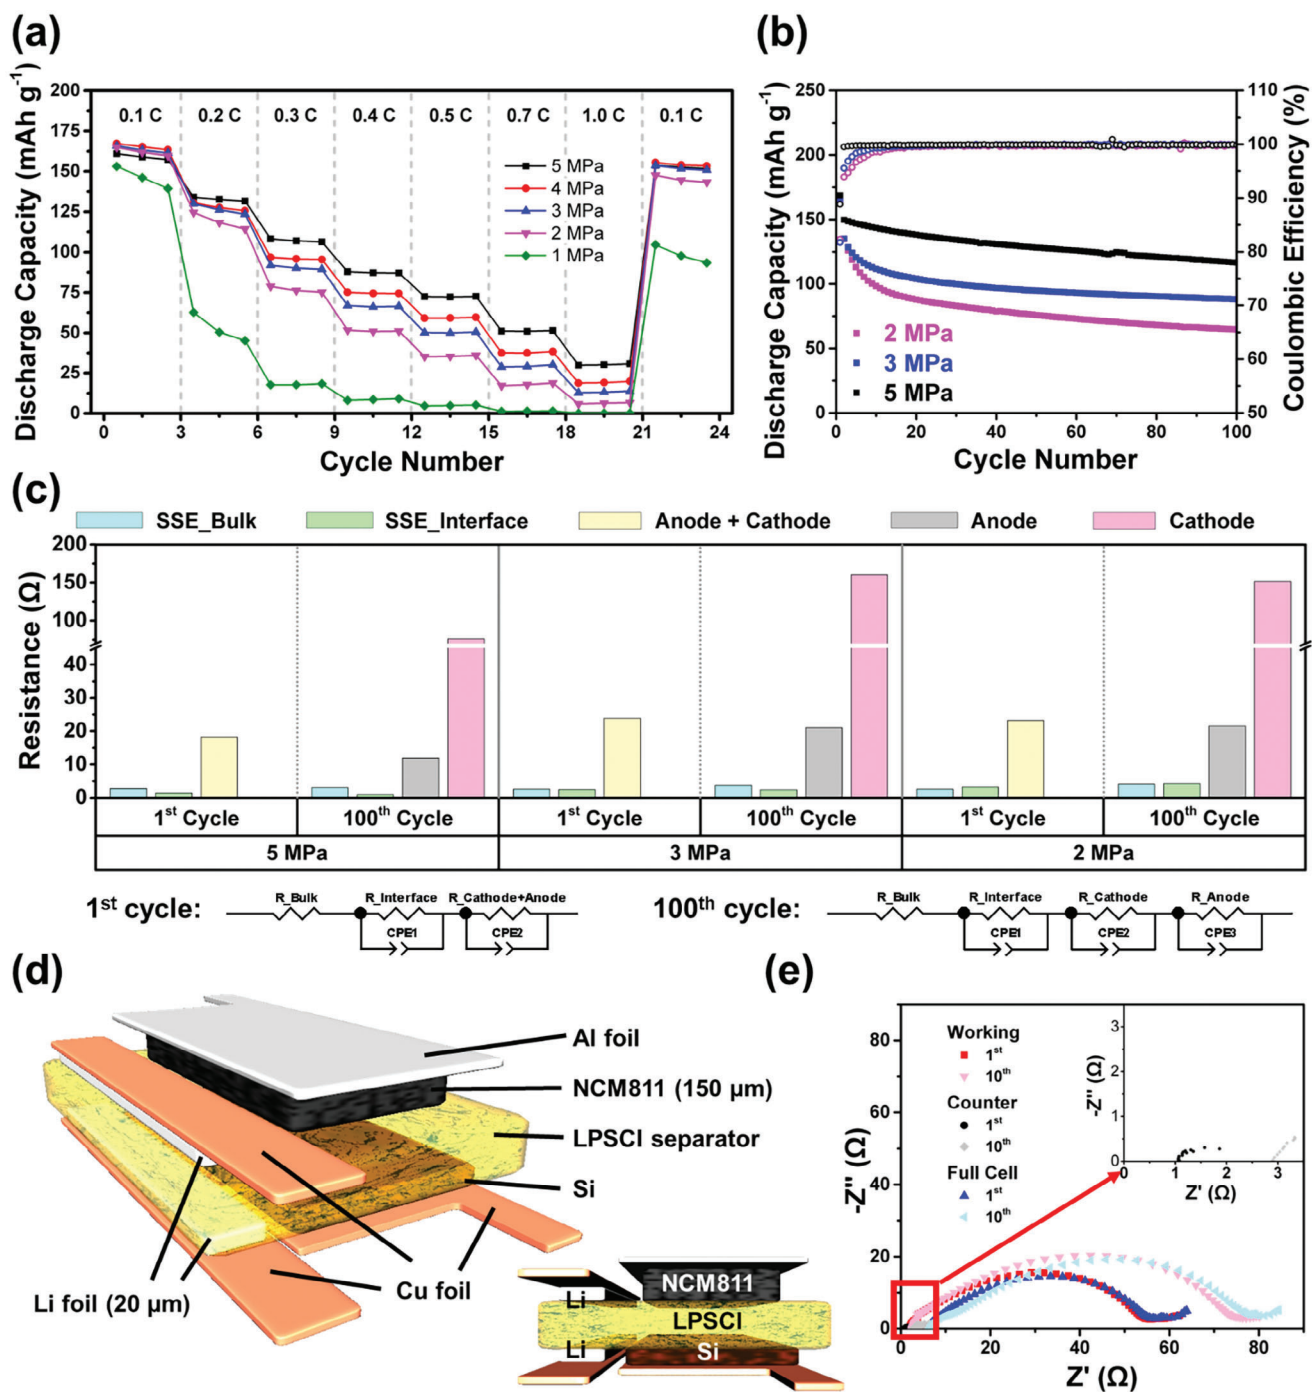 (a)
Discharge Capacity (mAh g⁻¹)
200
175
150
125
100
75
50
25
0
0.1 C 0.2 C 0.3 C 0.4 C 0.5 C 0.7 C 1.0 C 0.1 C
5 MPa
4 MPa
3 MPa
2 MPa
1 MPa
0 3 6 9 12 15 18 21 24
Cycle Number
(b)
Discharge Capacity (mAh g⁻¹)
250
200
150
100
50
0
2 MPa
3 MPa
5 MPa
110
100
90
80
70
60
50
Coulombic Efficiency (%)
0 20 40 60 80 100
Cycle Number
(c)
SSE_Bulk SSE_Interface Anode + Cathode Anode Cathode
Resistance (Ω)
200
150
100
40
30
20
10
0
1ˢᵗ Cycle 100ᵗʰ Cycle 1ˢᵗ Cycle 100ᵗʰ Cycle 1ˢᵗ Cycle 100ᵗʰ Cycle
5 MPa 3 MPa 2 MPa
1ˢᵗ cycle:
R_Bulk R_Interface R_Cathode+Anode
CPE1 CPE2
100ᵗʰ cycle:
R_Bulk R_Interface R_Cathode R_Anode
CPE1 CPE2 CPE3
(d)
Al foil
NCM811 (150 μm)
LPSCl separator
Si
Cu foil
Li foil (20 μm)
NCM811
Li
LPSCl
Li
Si
(e)
-Z'' (Ω)
80
60
40
20
0
Working
1ˢᵗ
10ᵗʰ
Counter
1ˢᵗ
10ᵗʰ
Full Cell
1ˢᵗ
10ᵗʰ
-Z'' (Ω)
3
2
1
0
0 1 2 3
Z' (Ω)
0 20 40 60 80
Z' (Ω)